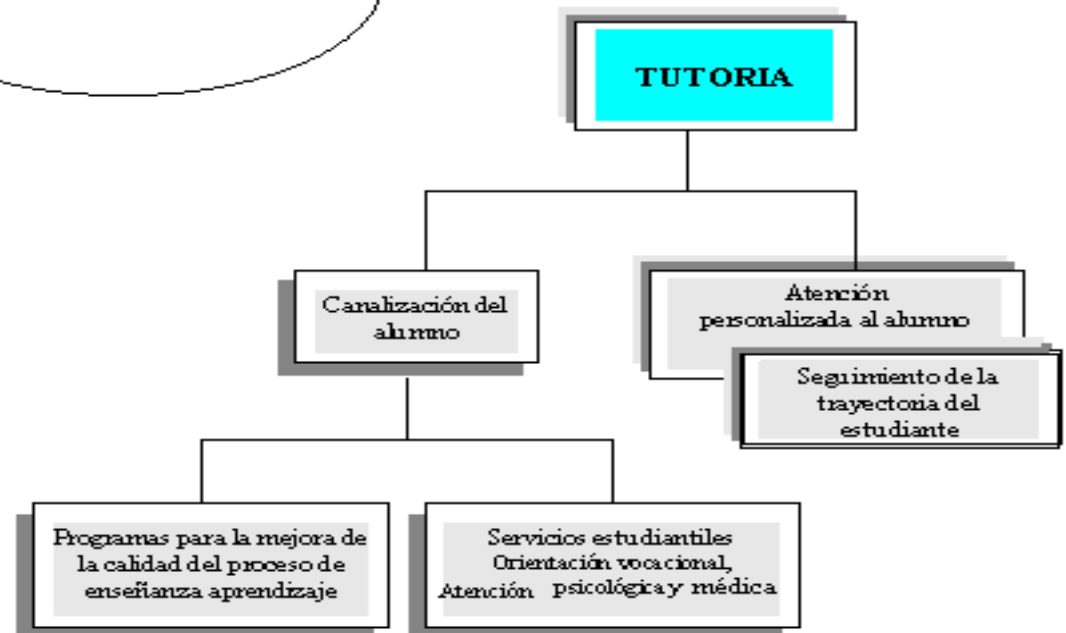 TUTORIA
Canalización del
alumno
Atención
personalizada al alumno
Seguimiento de la
trayectoria del
estudiante
Programas para la mejora de
la calidad del proceso de
enseñanza aprendizaje
Servicios estudiantiles
Orientación vocacional,
Atención psicológica y médica